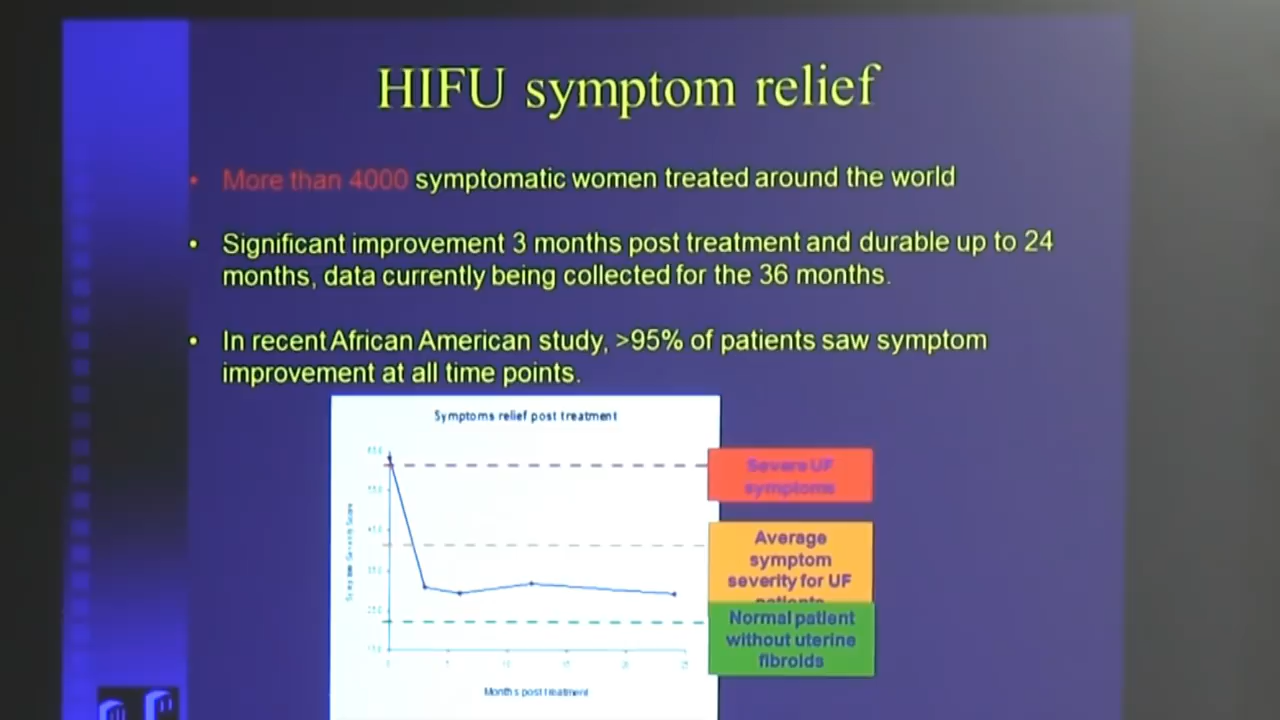 HIFU symptom relief
• More than 4000 symptomatic women treated around the world
• Significant improvement 3 months post treatment and durable up to 24
months, data currently being collected for the 36 months.
• In recent African American study, >95% of patients saw symptom
improvement at all time points.
Symptoms relief post treatment
Severe UF
symptoms
Average
symptom
severity for UF
patients
Normal patient
without uterine
fibroids
Months post treatment